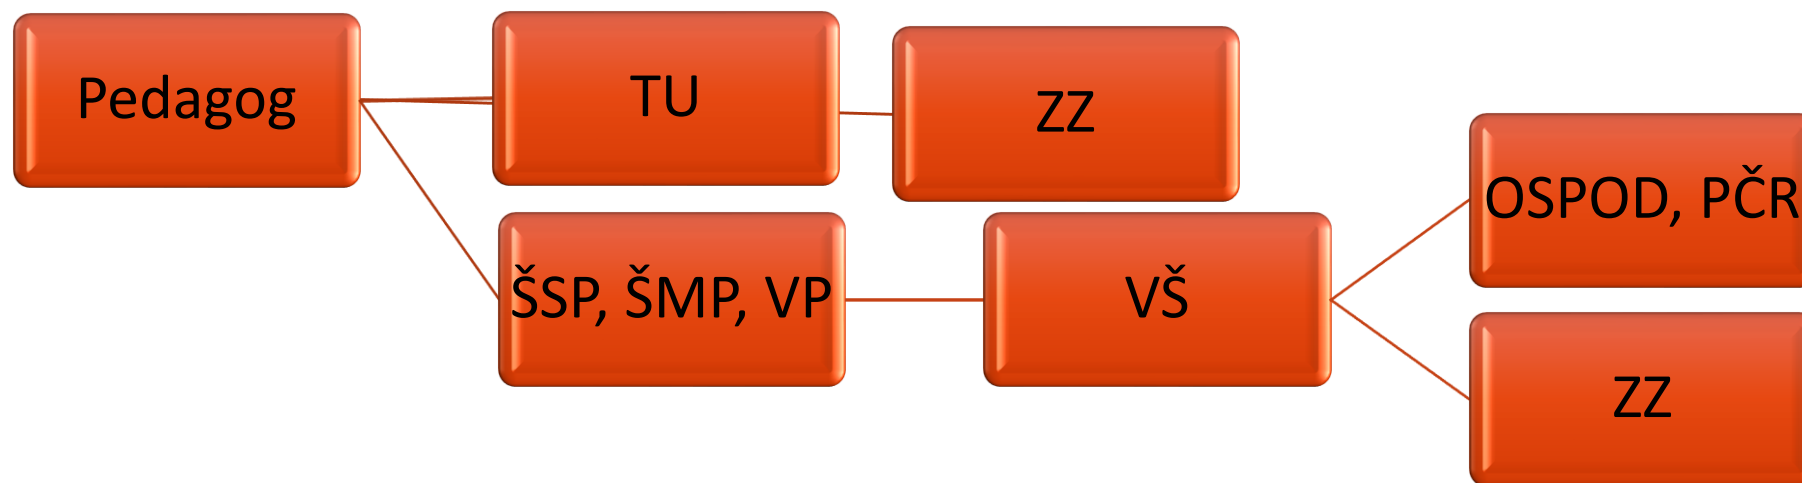 Pedagog
TU
ZZ
ŠSP, ŠMP, VP
VŠ
OSPOD, PČR
ZZ